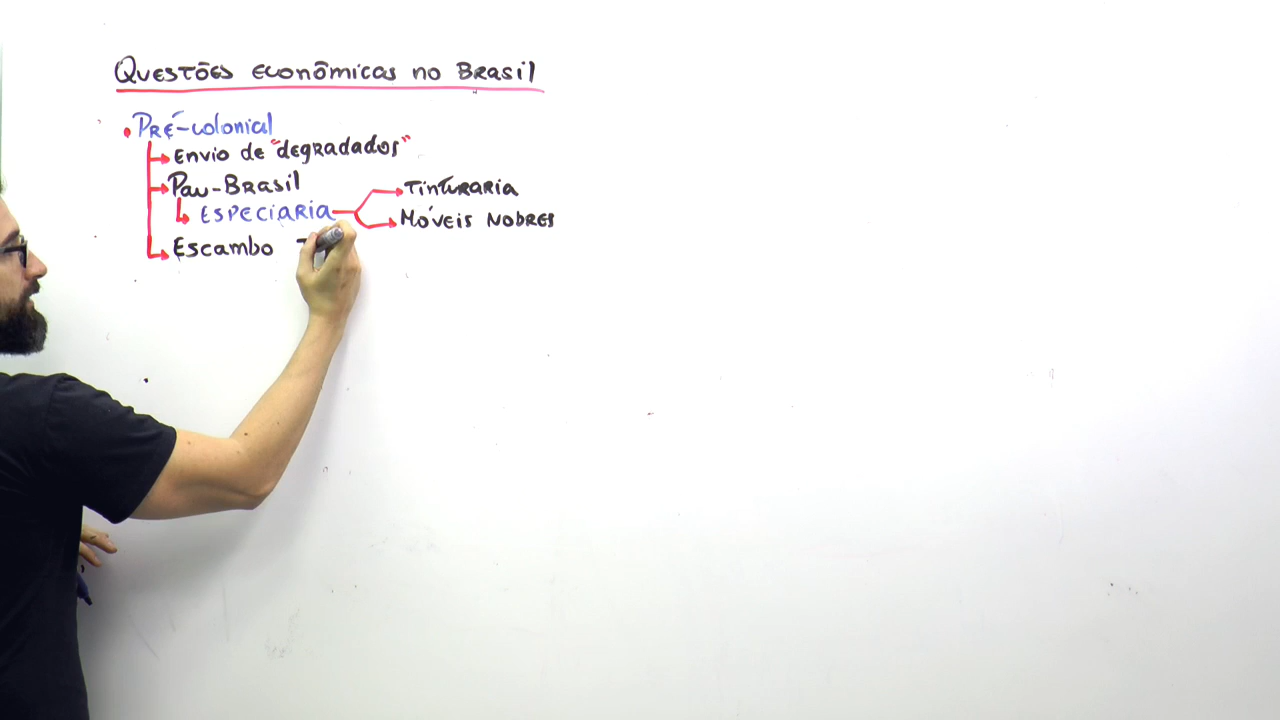 Questões econômicas no Brasil
Pré-colonial
Envio de "degradados"
Pau-Brasil
Especiaria
Tinturaria
Móveis nobres
Escambo